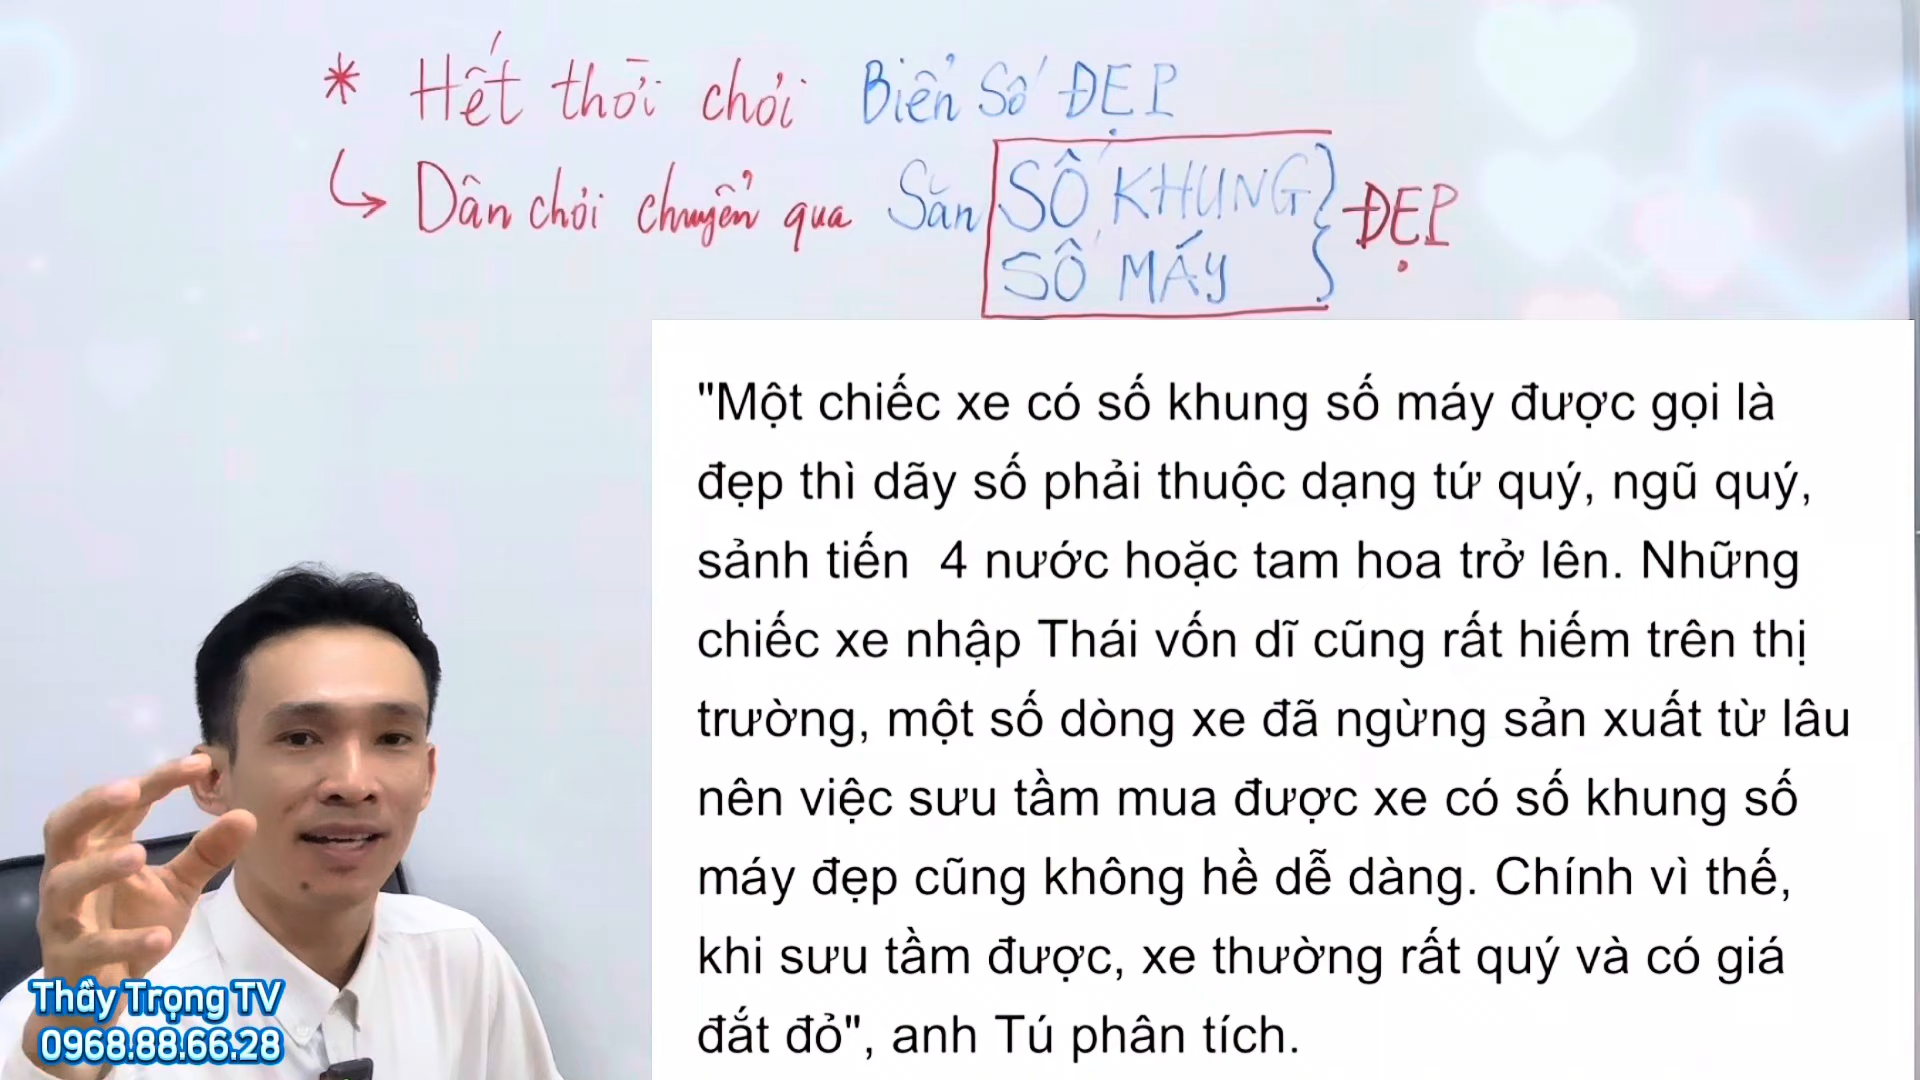 * Hết thời chơi Biển Số ĐẸP
↳ Dân chơi chuyển qua Săn SỐ KHUNG } ĐẸP
SỐ MÁY
"Một chiếc xe có số khung số máy được gọi là
đẹp thì dãy số phải thuộc dạng tứ quý, ngũ quý,
sảnh tiến  4 nước hoặc tam hoa trở lên. Những
chiếc xe nhập Thái vốn dĩ cũng rất hiếm trên thị
trường, một số dòng xe đã ngừng sản xuất từ lâu
nên việc sưu tầm mua được xe có số khung số
máy đẹp cũng không hề dễ dàng. Chính vì thế,
khi sưu tầm được, xe thường rất quý và có giá
đắt đỏ", anh Tú phân tích.
Thầy Trọng TV
0968.88.66.28